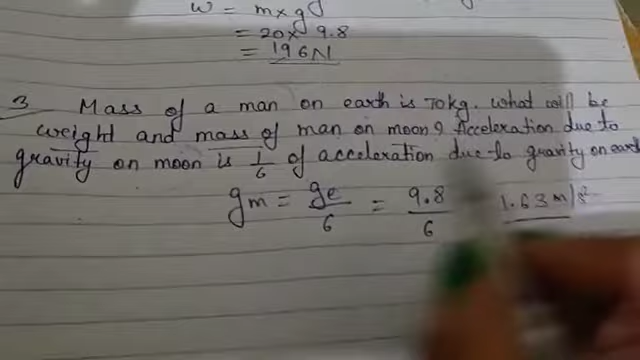 W = m × g
= 20 × 9.8
= 196N
3 Mass of a man on earth is 70kg. what will be
weight and mass of man on moon? Acceleration due to
gravity on moon is 1/6 of acceleration due to gravity on earth
gm = ge/6 = 9.8/6 1.63 m/s²